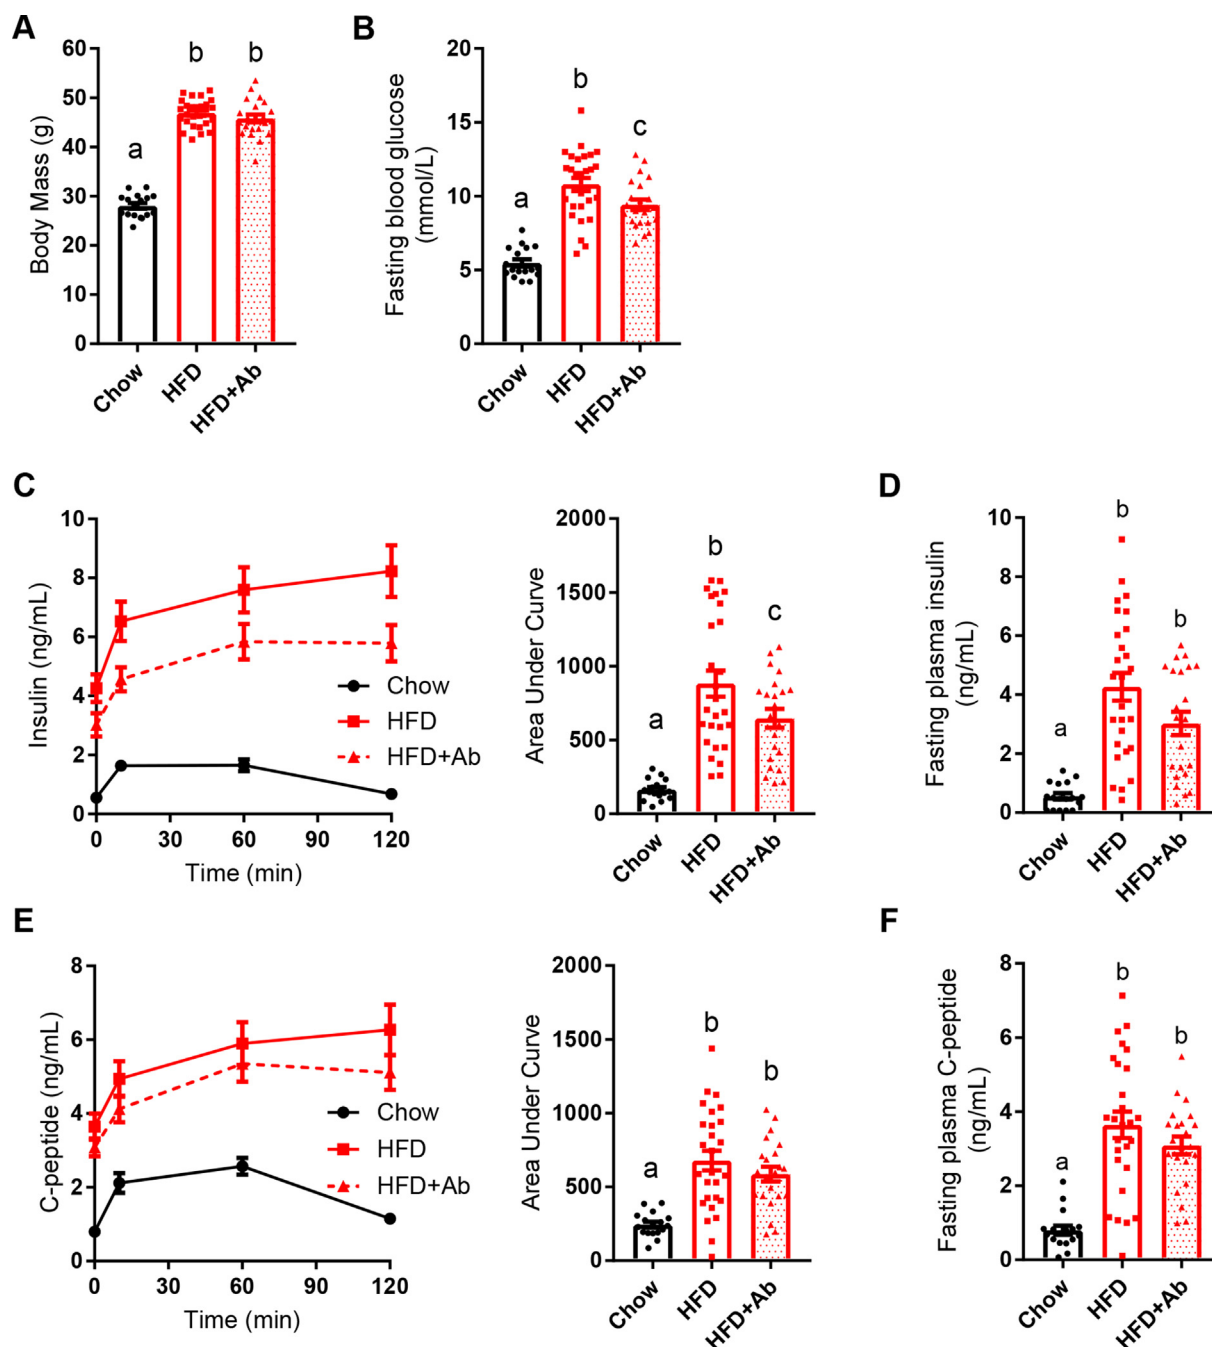 A
Body Mass (g)
60
50
40
30
20
10
0
a
b
b
Chow
HFD
HFD+Ab
B
Fasting blood glucose
(mmol/L)
20
15
10
5
0
a
b
c
Chow
HFD
HFD+Ab
C
Insulin (ng/mL)
10
8
6
4
2
0
0
30
60
90
120
Time (min)
Chow
HFD
HFD+Ab
Area Under Curve
2000
1500
1000
500
0
a
b
c
Chow
HFD
HFD+Ab
D
Fasting plasma insulin
(ng/mL)
10
8
6
4
2
0
a
b
b
Chow
HFD
HFD+Ab
E
C-peptide (ng/mL)
8
6
4
2
0
0
30
60
90
120
Time (min)
Chow
HFD
HFD+Ab
Area Under Curve
2000
1500
1000
500
0
a
b
b
Chow
HFD
HFD+Ab
F
Fasting plasma C-peptide
(ng/mL)
8
6
4
2
0
a
b
b
Chow
HFD
HFD+Ab